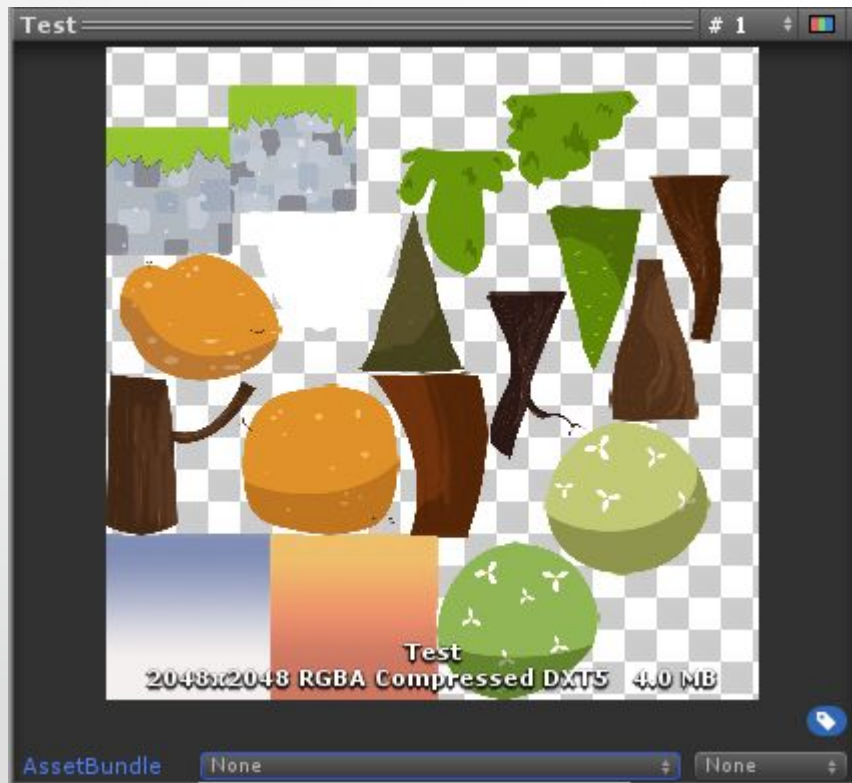 Test # 1
Test
2048x2048 RGBA Compressed DXT5 4.0 MB
AssetBundle None None